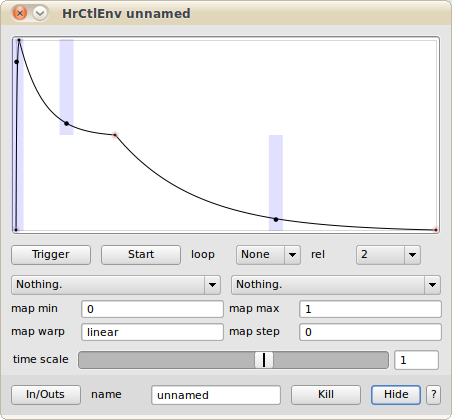 HrCtlEnv unnamed
Trigger Start loop None rel 2
Nothing. Nothing.
map min 0 map max 1
map warp linear map step 0
time scale 1
In/Outs name unnamed Kill Hide ?